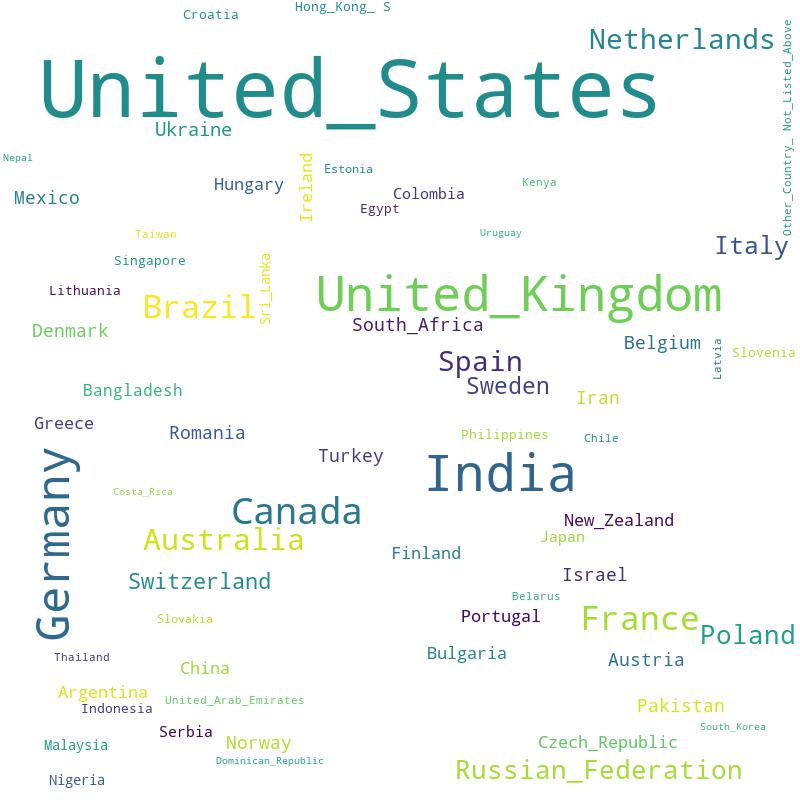 Hong_Kong_ S
Croatia
Netherlands
United_States
Other_Country_ Not_Listed_Above
Ukraine
Nepal
Ireland
Estonia
Hungary
Kenya
Colombia
Mexico
Egypt
Uruguay
Taiwan
Italy
Singapore
Sri_Lanka
Lithuania
United_Kingdom
Brazil
South_Africa
Denmark
Belgium
Latvia
Slovenia
Spain
Sweden
Bangladesh
Iran
Greece
Romania
Philippines
Chile
Turkey
India
Costa_Rica
Germany
Canada
New_Zealand
Japan
Australia
Finland
Israel
Switzerland
Belarus
Portugal
Slovakia
France
Poland
Bulgaria
Thailand
Austria
China
Argentina
United_Arab_Emirates
Pakistan
Indonesia
South_Korea
Serbia
Norway
Czech_Republic
Malaysia
Dominican_Republic
Russian_Federation
Nigeria